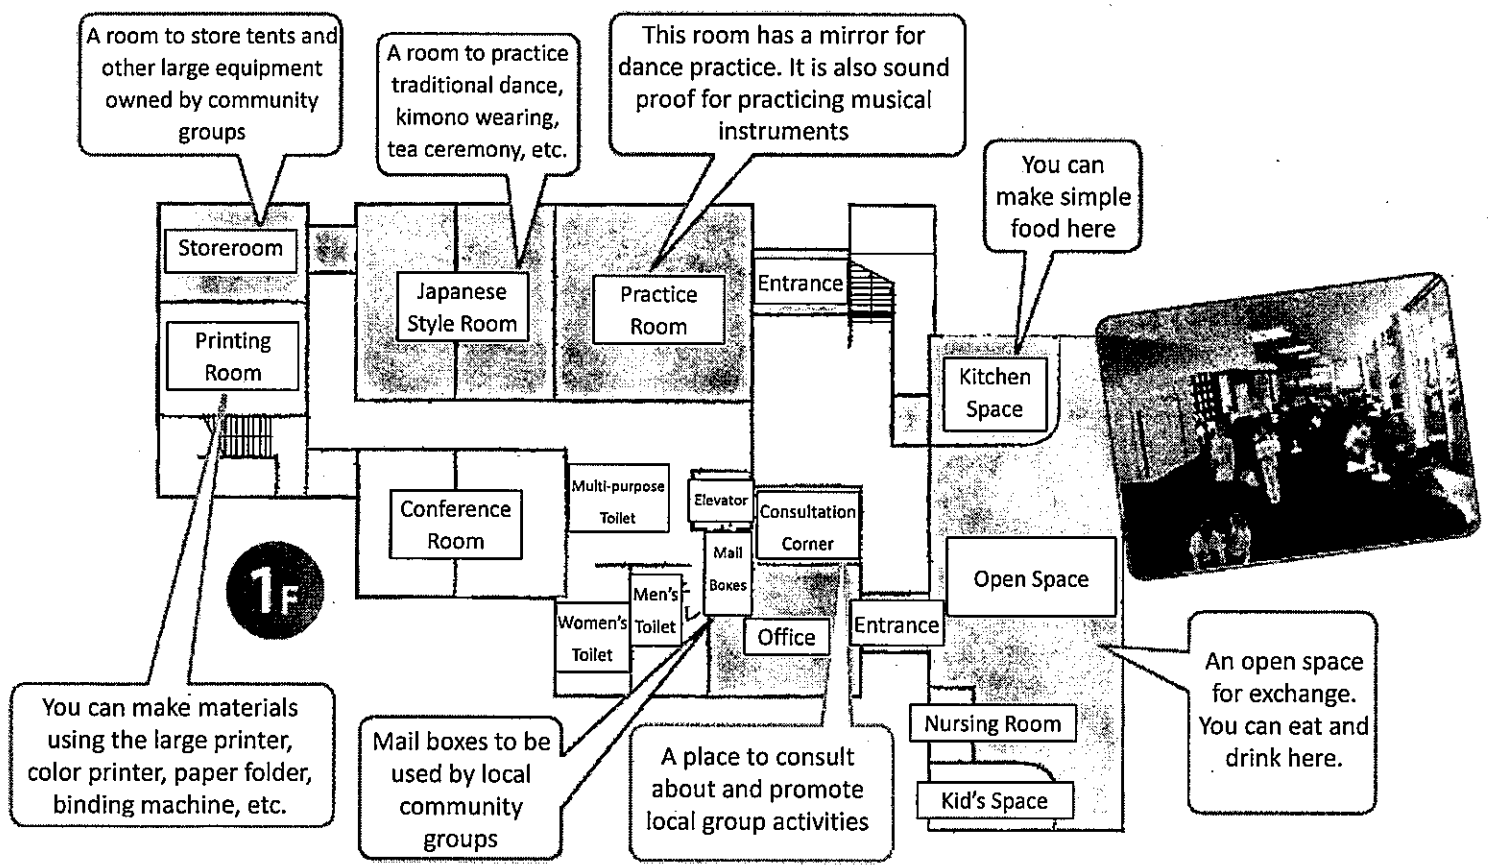 A room to store tents and
other large equipment
owned by community
groups
A room to practice
traditional dance,
kimono wearing,
tea ceremony, etc.
This room has a mirror for
dance practice. It is also sound
proof for practicing musical
instruments
You can
make simple
food here
Storeroom
Japanese
Style Room
Practice
Room
Entrance
Printing
Room
Kitchen
Space
Conference
Room
Multi-purpose
Toilet
Elevator
Consultation
Corner
Mail
Boxes
Open Space
1F
Men's
Toilet
Women's
Toilet
Office
Entrance
Nursing Room
Kid's Space
You can make materials
using the large printer,
color printer, paper folder,
binding machine, etc.
Mail boxes to be
used by local
community
groups
A place to consult
about and promote
local group activities
An open space
for exchange.
You can eat and
drink here.